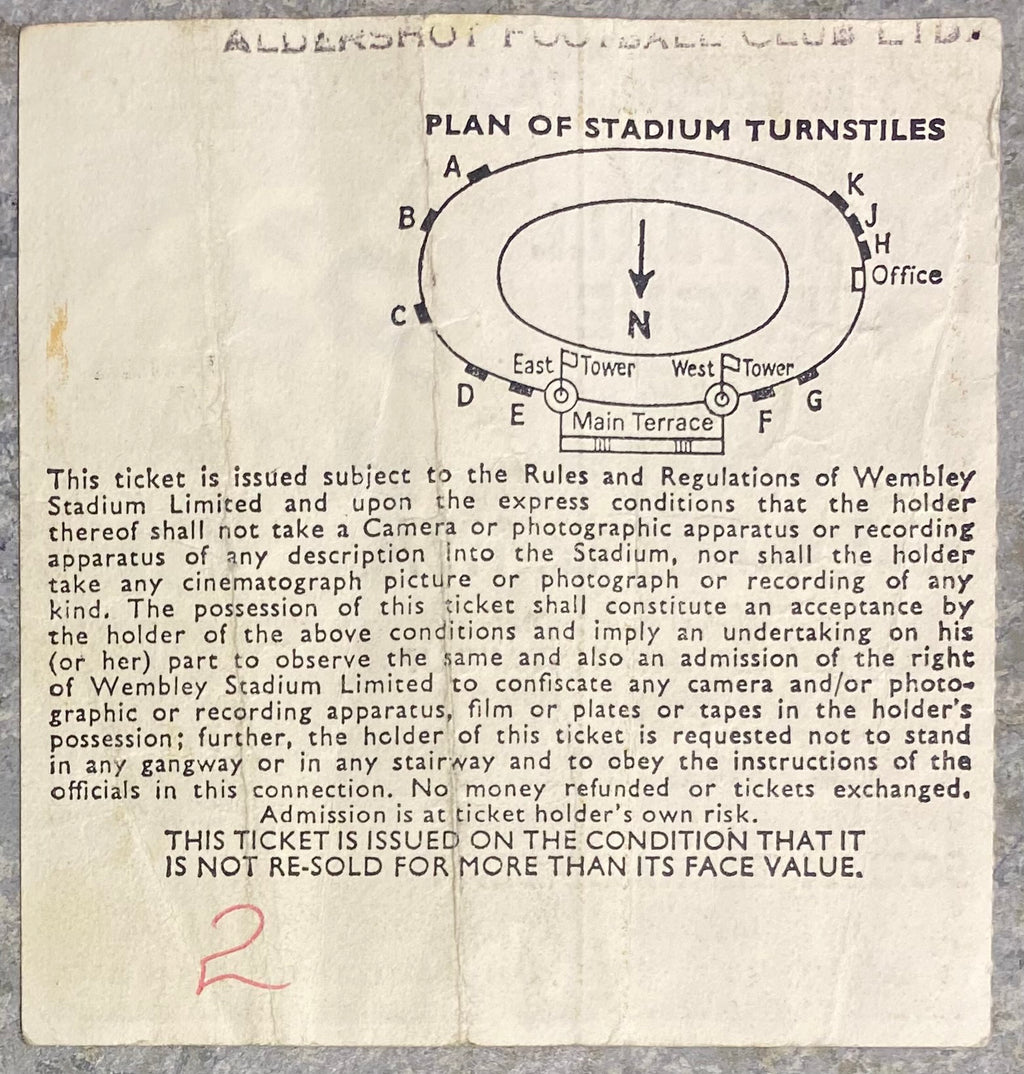 ALDERSHOT FOOTBALL CLUB LTD.
PLAN OF STADIUM TURNSTILES
A
K
B
J
H
Office
C
N
East Tower West Tower
D
E
F
G
Main Terrace
This ticket is issued subject to the Rules and Regulations of Wembley
Stadium Limited and upon the express conditions that the holder
thereof shall not take a Camera or photographic apparatus or recording
apparatus of any description into the Stadium, nor shall the holder
take any cinematograph picture or photograph or recording of any
kind. The possession of this ticket shall constitute an acceptance by
the holder of the above conditions and imply an undertaking on his
(or her) part to observe the same and also an admission of the right
of Wembley Stadium Limited to confiscate any camera and/or photo-
graphic or recording apparatus, film or plates or tapes in the holder's
possession; further, the holder of this ticket is requested not to stand
in any gangway or in any stairway and to obey the instructions of the
officials in this connection. No money refunded or tickets exchanged.
Admission is at ticket holder's own risk.
THIS TICKET IS ISSUED ON THE CONDITION THAT IT
IS NOT RE-SOLD FOR MORE THAN ITS FACE VALUE.
2